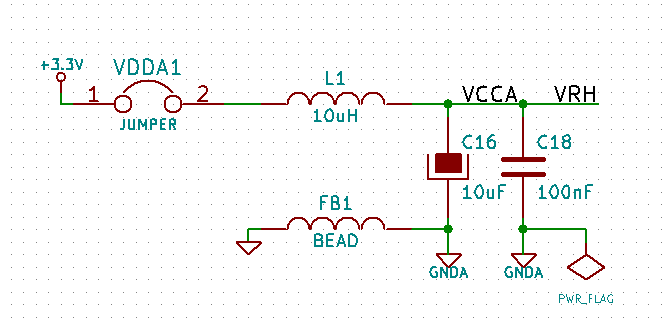 +3.3V
VDDA1
1
2
JUMPER
L1
10uH
VCCA
VRH
C16
10uF
C18
100nF
FB1
BEAD
GNDA
GNDA
PWR_FLAG